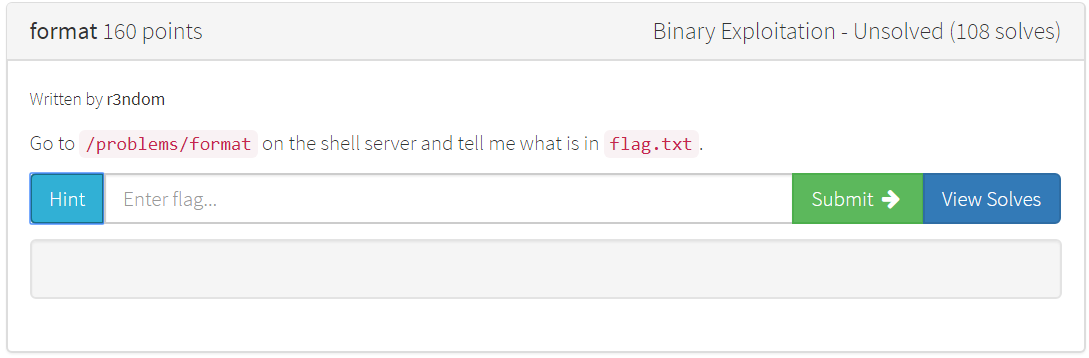 format 160 points Binary Exploitation - Unsolved (108 solves)
Written by r3ndom
Go to /problems/format on the shell server and tell me what is in flag.txt.
Hint Enter flag... Submit View Solves